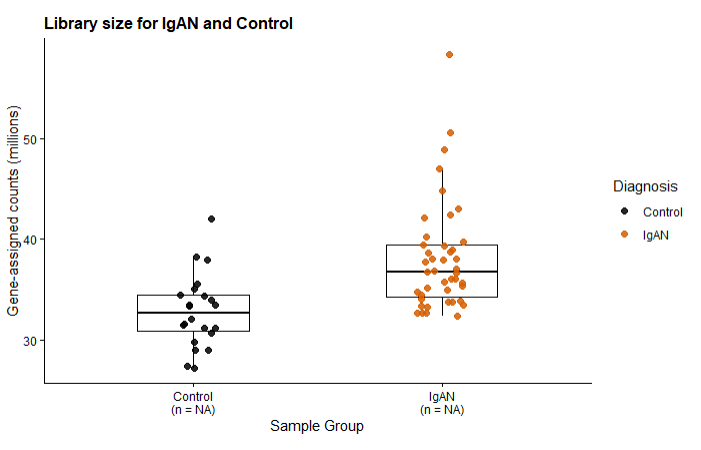 Library size for IgAN and Control
Gene-assigned counts (millions)
50
40
30
Control
(n = NA)
IgAN
(n = NA)
Sample Group
Diagnosis
Control
IgAN